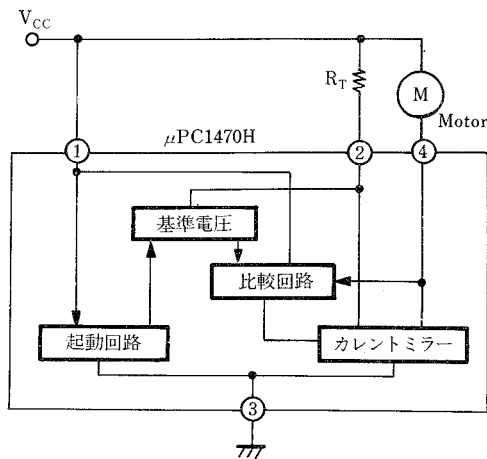 V_CC
R_T
M
Motor
μPC1470H
① ② ④
基準電圧
比較回路
起動回路
カレントミラー
③